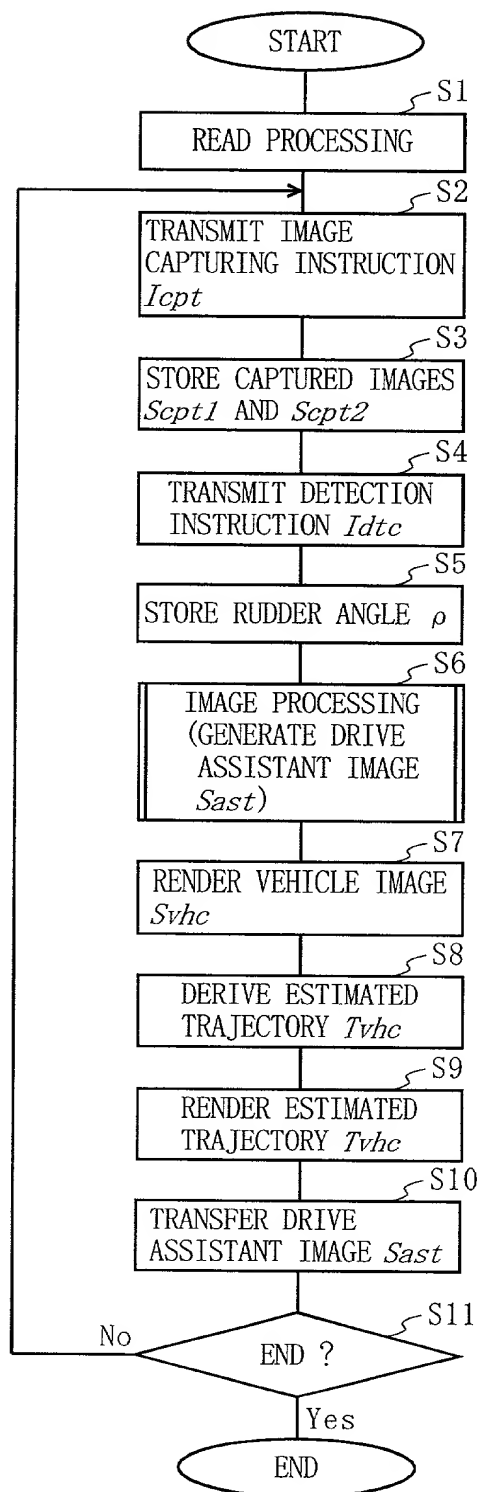 START
S1
READ PROCESSING
S2
TRANSMIT IMAGE
CAPTURING INSTRUCTION
Icpt
S3
STORE CAPTURED IMAGES
Scpt1 AND Scpt2
S4
TRANSMIT DETECTION
INSTRUCTION Idtc
S5
STORE RUDDER ANGLE ρ
S6
IMAGE PROCESSING
(GENERATE DRIVE
ASSISTANT IMAGE
Sast)
S7
RENDER VEHICLE IMAGE
Svhc
S8
DERIVE ESTIMATED
TRAJECTORY Tvhc
S9
RENDER ESTIMATED
TRAJECTORY Tvhc
S10
TRANSFER DRIVE
ASSISTANT IMAGE Sast
S11
No
END ?
Yes
END